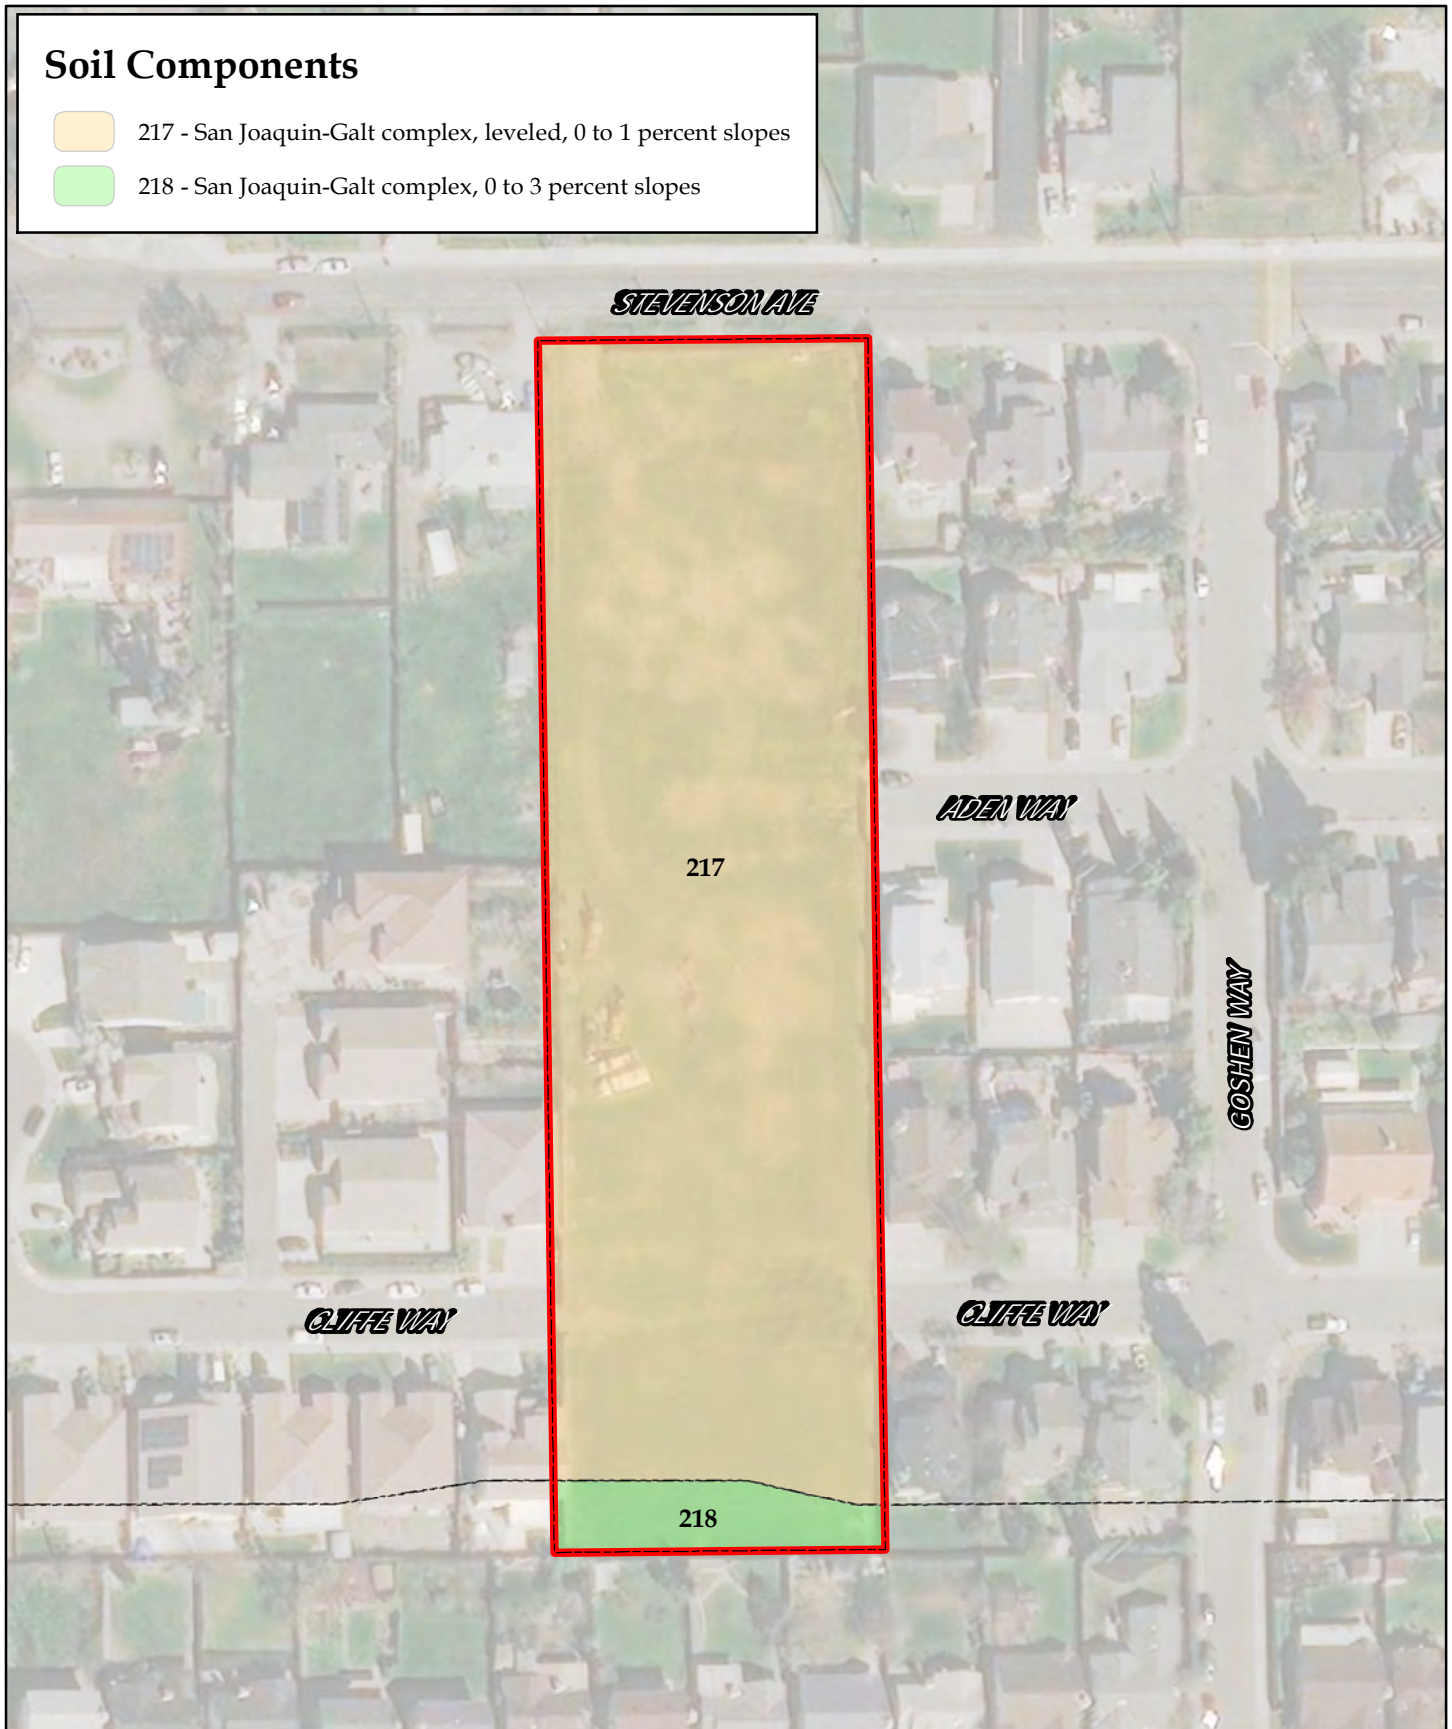 Soil Components
217 - San Joaquin-Galt complex, leveled, 0 to 1 percent slopes
218 - San Joaquin-Galt complex, 0 to 3 percent slopes
STEVENSON AVE
ADEN WAY
217
GOSHEN WAY
CLIFFE WAY
CLIFFE WAY
218